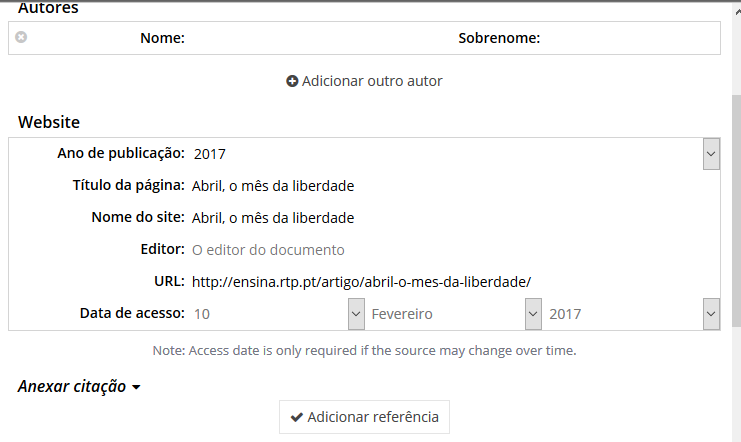 Autores
Nome: Sobrenome:
Adicionar outro autor
Website
Ano de publicação: 2017
Título da página: Abril, o mês da liberdade
Nome do site: Abril, o mês da liberdade
Editor: O editor do documento
URL: http://ensina.rtp.pt/artigo/abril-o-mes-da-liberdade/
Data de acesso: 10 Fevereiro 2017
Note: Access date is only required if the source may change over time.
Anexar citação
Adicionar referência